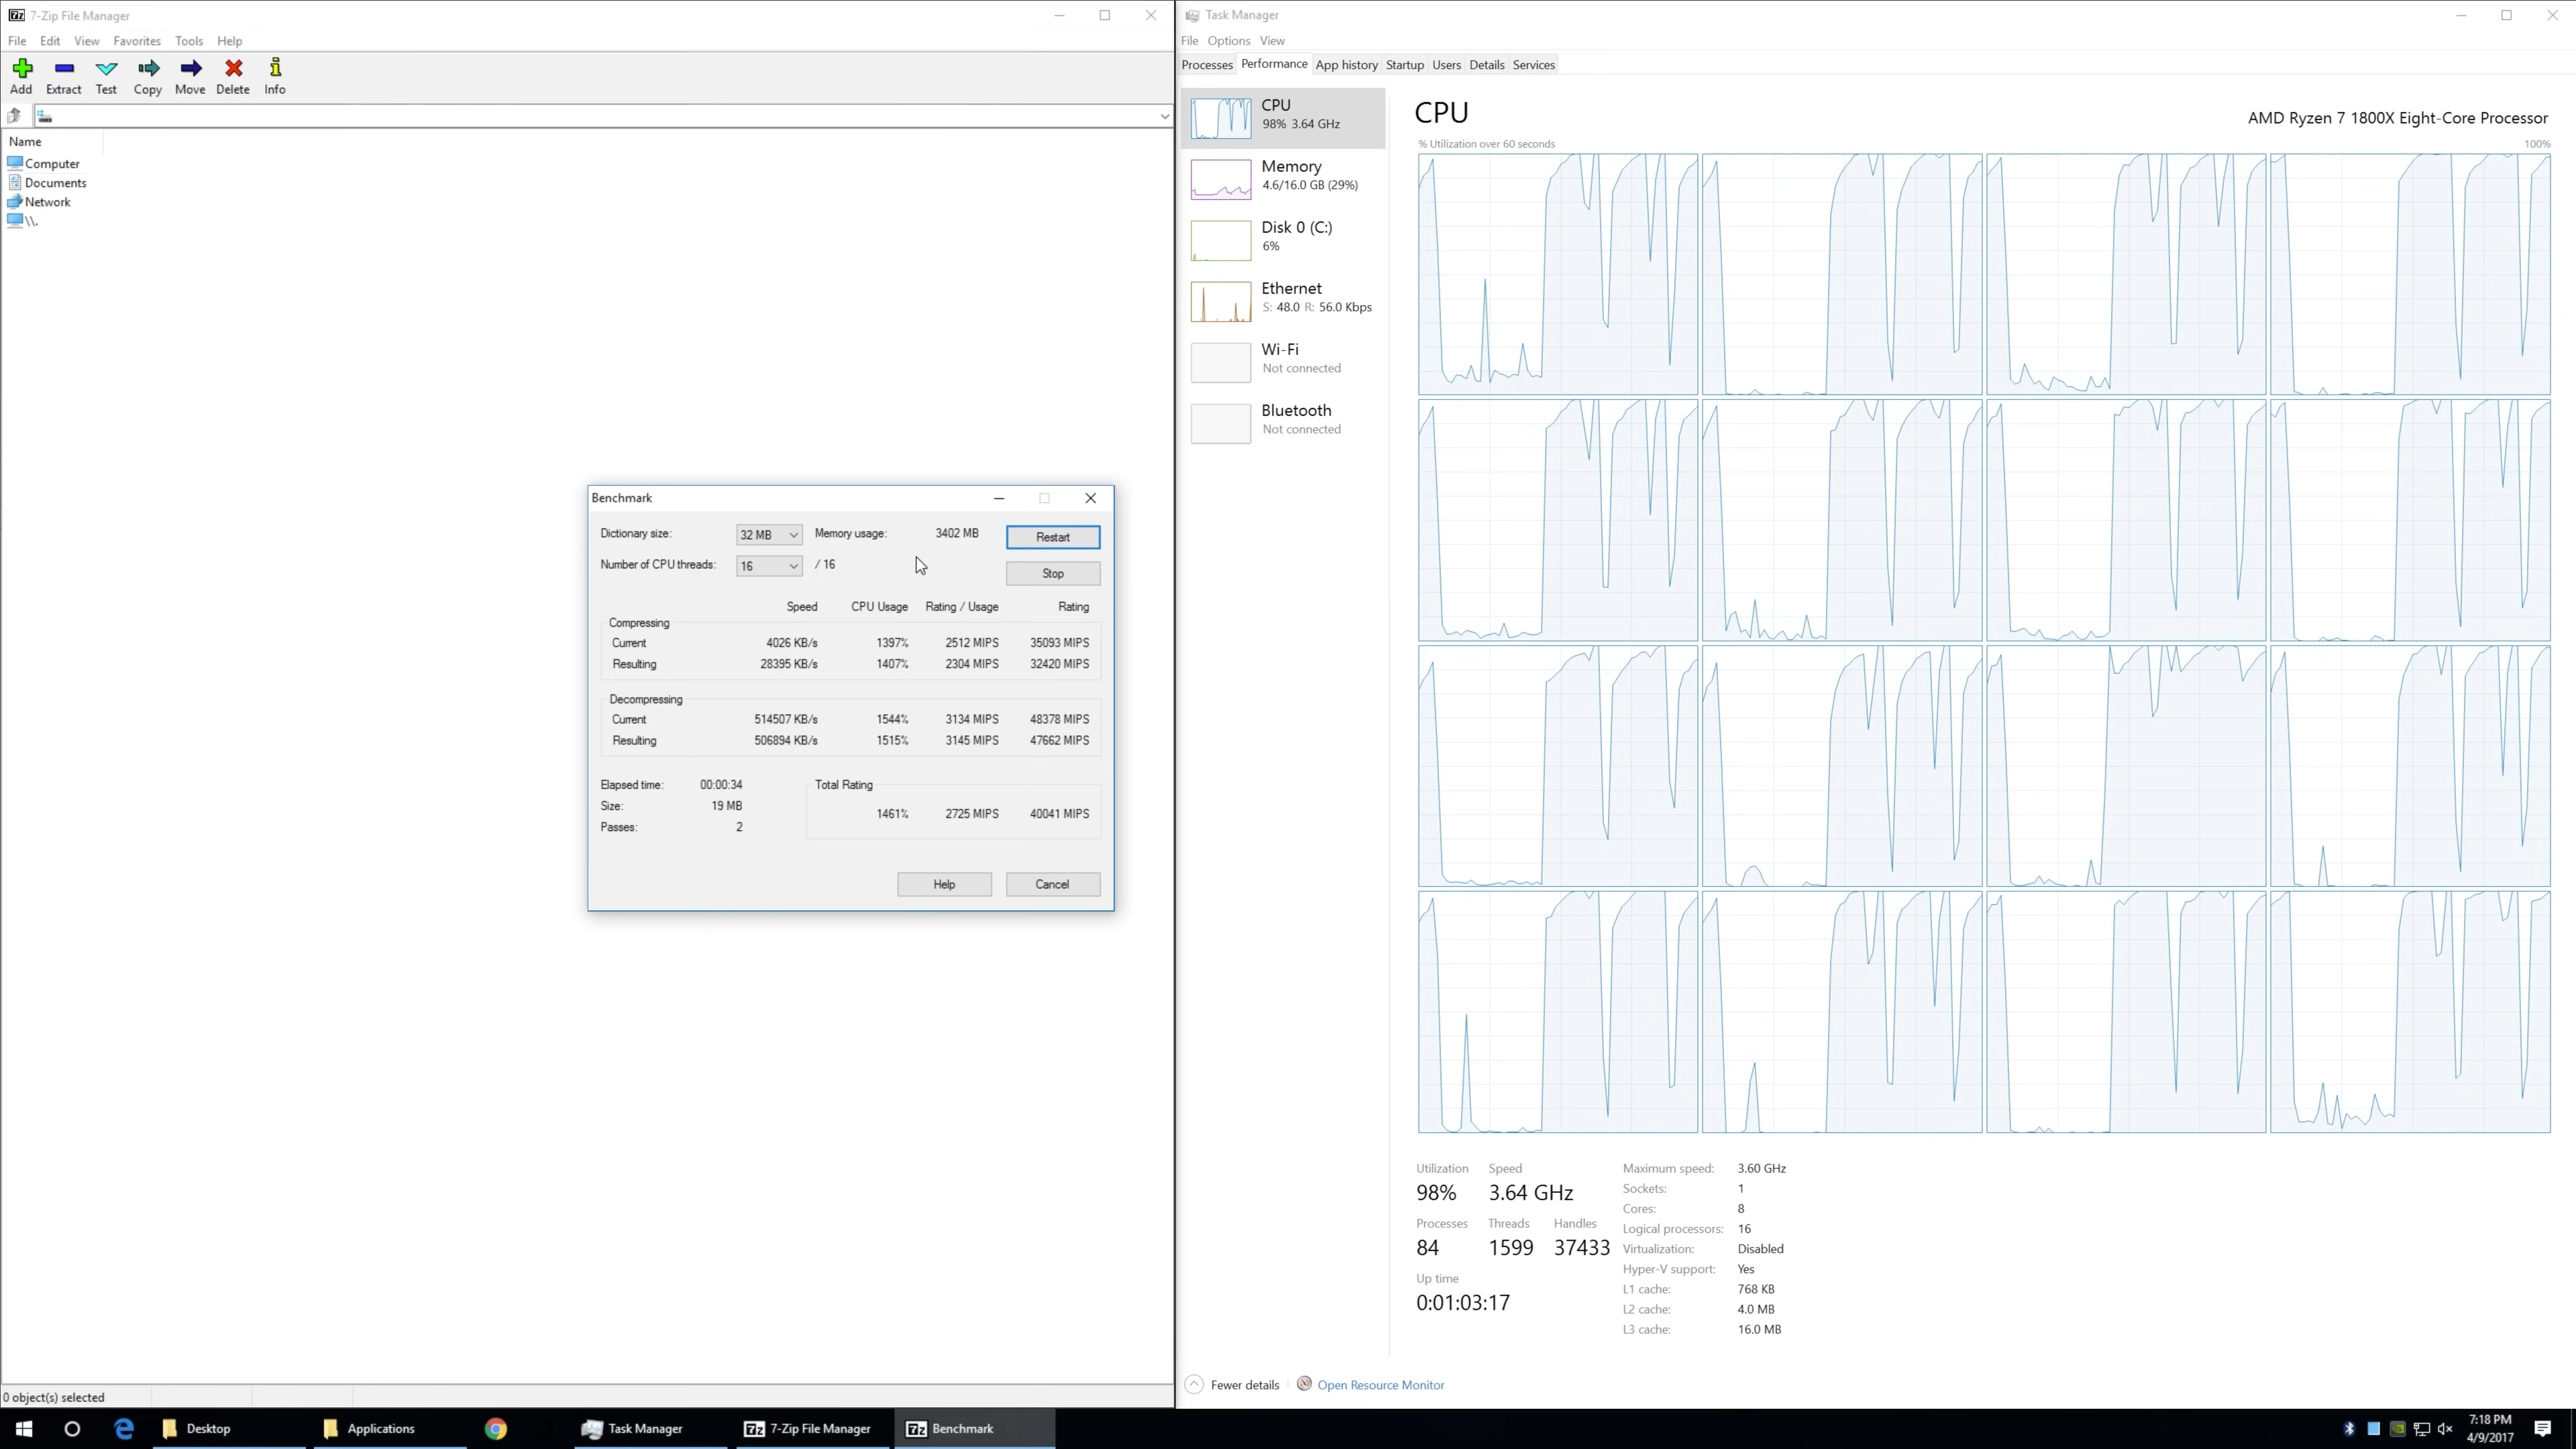 7-Zip File Manager
File Edit View Favorites Tools Help
Add Extract Test Copy Move Delete Info
Name
Computer
Documents
Network
\\.
Benchmark
Dictionary size: 32 MB Memory usage: 3402 MB Restart
Number of CPU threads: 16 / 16 Stop
Speed CPU Usage Rating / Usage Rating
Compressing
Current 4026 KB/s 1397% 2512 MIPS 35093 MIPS
Resulting 28395 KB/s 1407% 2304 MIPS 32420 MIPS
Decompressing
Current 514507 KB/s 1544% 3134 MIPS 48378 MIPS
Resulting 506894 KB/s 1515% 3145 MIPS 47662 MIPS
Elapsed time: 00:00:34 Total Rating
Size: 19 MB
1461% 2725 MIPS 40041 MIPS
Passes: 2
Help Cancel
0 object(s) selected
Task Manager
File Options View
Processes Performance App history Startup Users Details Services
CPU
98% 3.64 GHz
Memory
4.6/16.0 GB (29%)
Disk 0 (C:)
6%
Ethernet
S: 48.0 R: 56.0 Kbps
Wi-Fi
Not connected
Bluetooth
Not connected
CPU AMD Ryzen 7 1800X Eight-Core Processor
% Utilization over 60 seconds 100%
Utilization Speed
98% 3.64 GHz
Processes Threads Handles
84 1599 37433
Up time
0:01:03:17
Maximum speed: 3.60 GHz
Sockets: 1
Cores: 8
Logical processors: 16
Virtualization: Disabled
Hyper-V support: Yes
L1 cache: 768 KB
L2 cache: 4.0 MB
L3 cache: 16.0 MB
Fewer details Open Resource Monitor
Desktop Applications Task Manager 7z 7-Zip File Manager 7z Benchmark
7:18 PM
4/9/2017